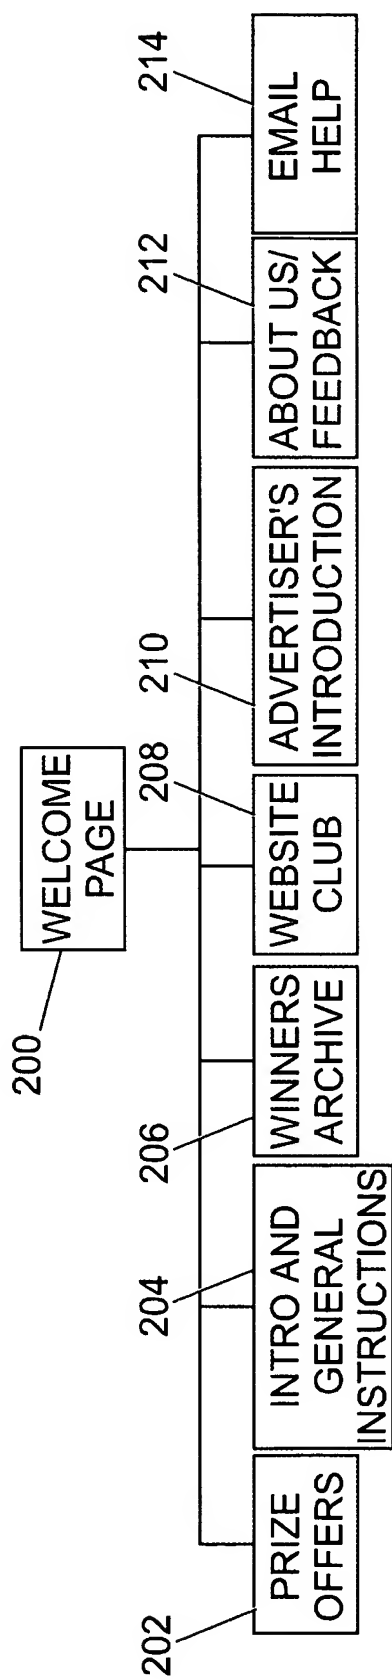 200
WELCOME
PAGE
202
PRIZE
OFFERS
204
INTRO AND
GENERAL
INSTRUCTIONS
206
WINNERS
ARCHIVE
208
WEBSITE
CLUB
210
ADVERTISER'S
INTRODUCTION
212
ABOUT US/
FEEDBACK
214
EMAIL
HELP